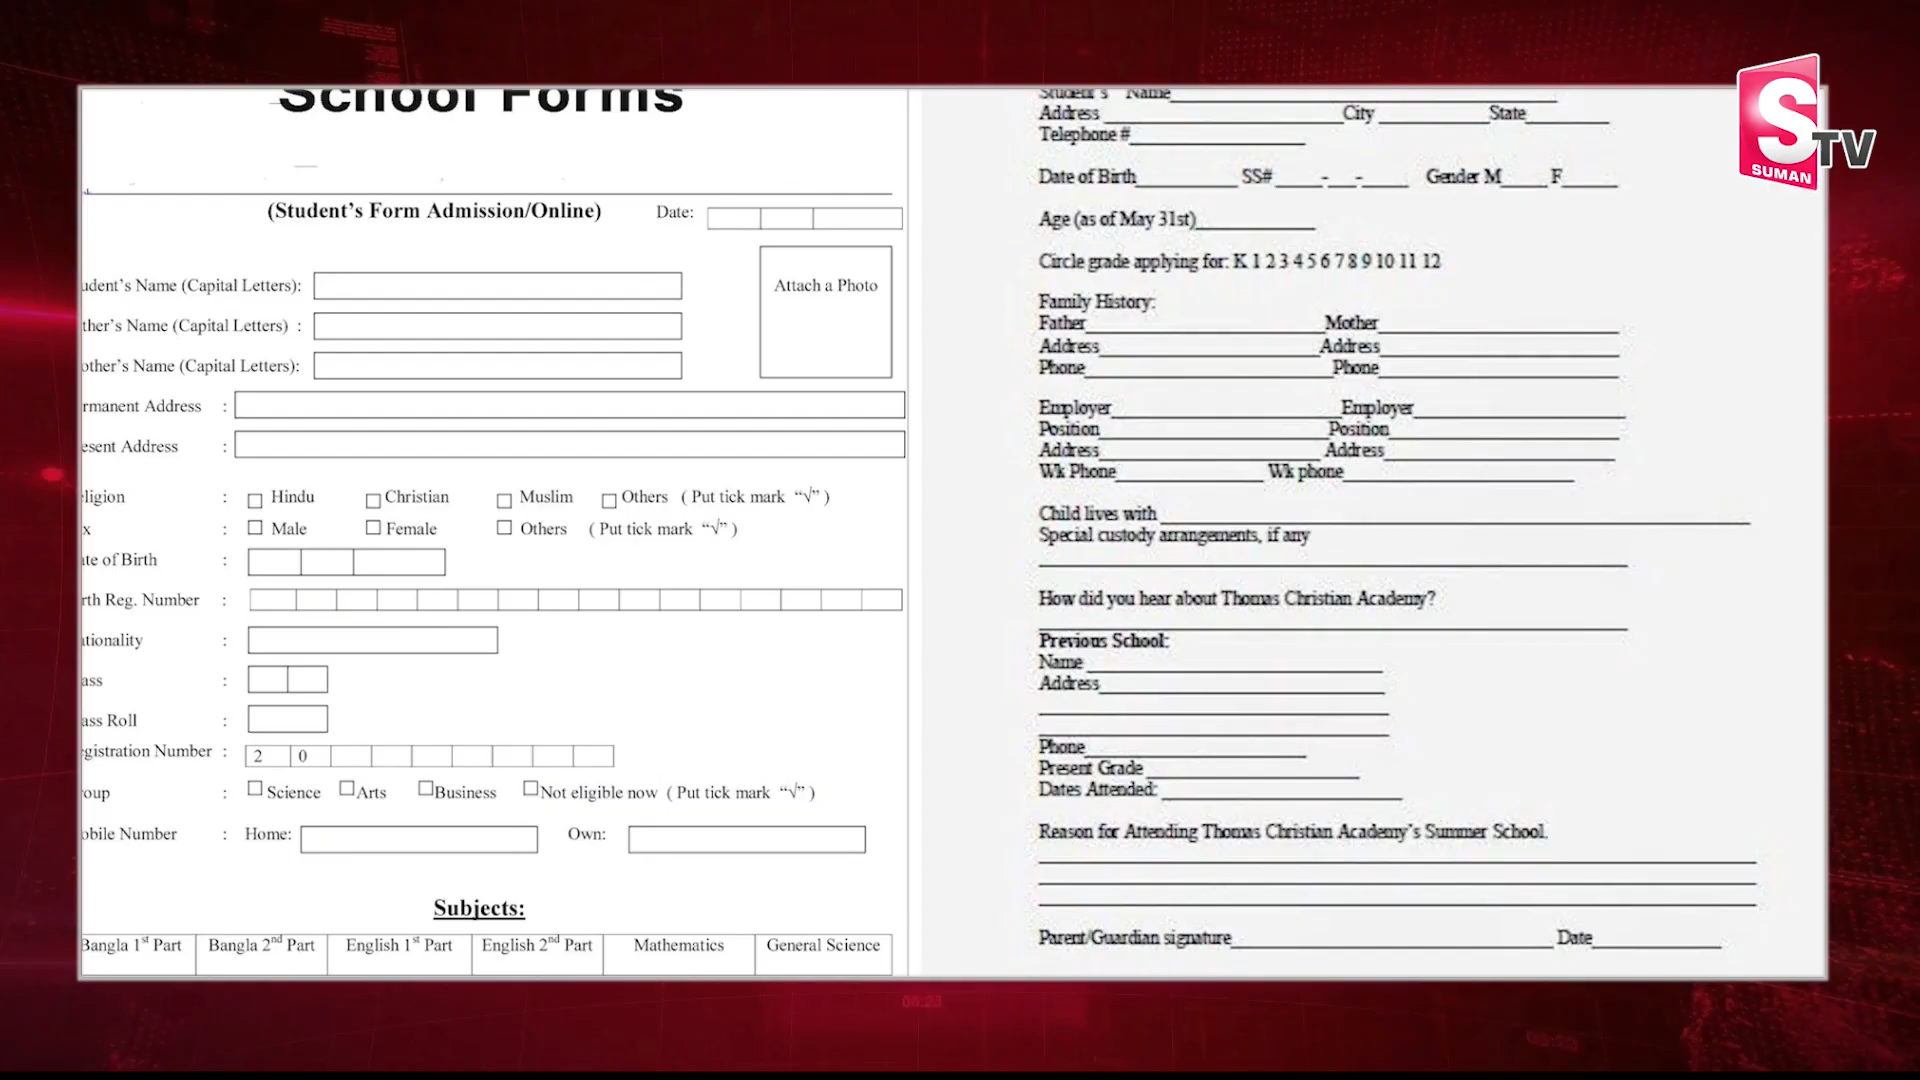 School Forms
(Student's Form Admission/Online) Date:
Attach a Photo
udent's Name (Capital Letters):
ther's Name (Capital Letters) :
other's Name (Capital Letters):
rmanent Address :
esent Address :
ligion : Hindu Christian Muslim Others ( Put tick mark “√” )
x : Male Female Others ( Put tick mark “√” )
te of Birth :
rth Reg. Number :
tionality :
ass :
ass Roll :
gistration Number : 2 0
oup : Science Arts Business Not eligible now ( Put tick mark “√” )
obile Number : Home: Own:
Subjects:
Bangla 1st Part Bangla 2nd Part English 1st Part English 2nd Part Mathematics General Science
Student's Name
Address City State
Telephone #
Date of Birth SS# - - Gender M F
Age (as of May 31st)
Circle grade applying for: K 1 2 3 4 5 6 7 8 9 10 11 12
Family History:
Father Mother
Address Address
Phone Phone
Employer Employer
Position Position
Address Address
Wk Phone Wk phone
Child lives with
Special custody arrangements, if any
How did you hear about Thomas Christian Academy?
Previous School:
Name
Address
Phone
Present Grade
Dates Attended:
Reason for Attending Thomas Christian Academy's Summer School.
Parent/Guardian signature Date
S TV
SUMAN